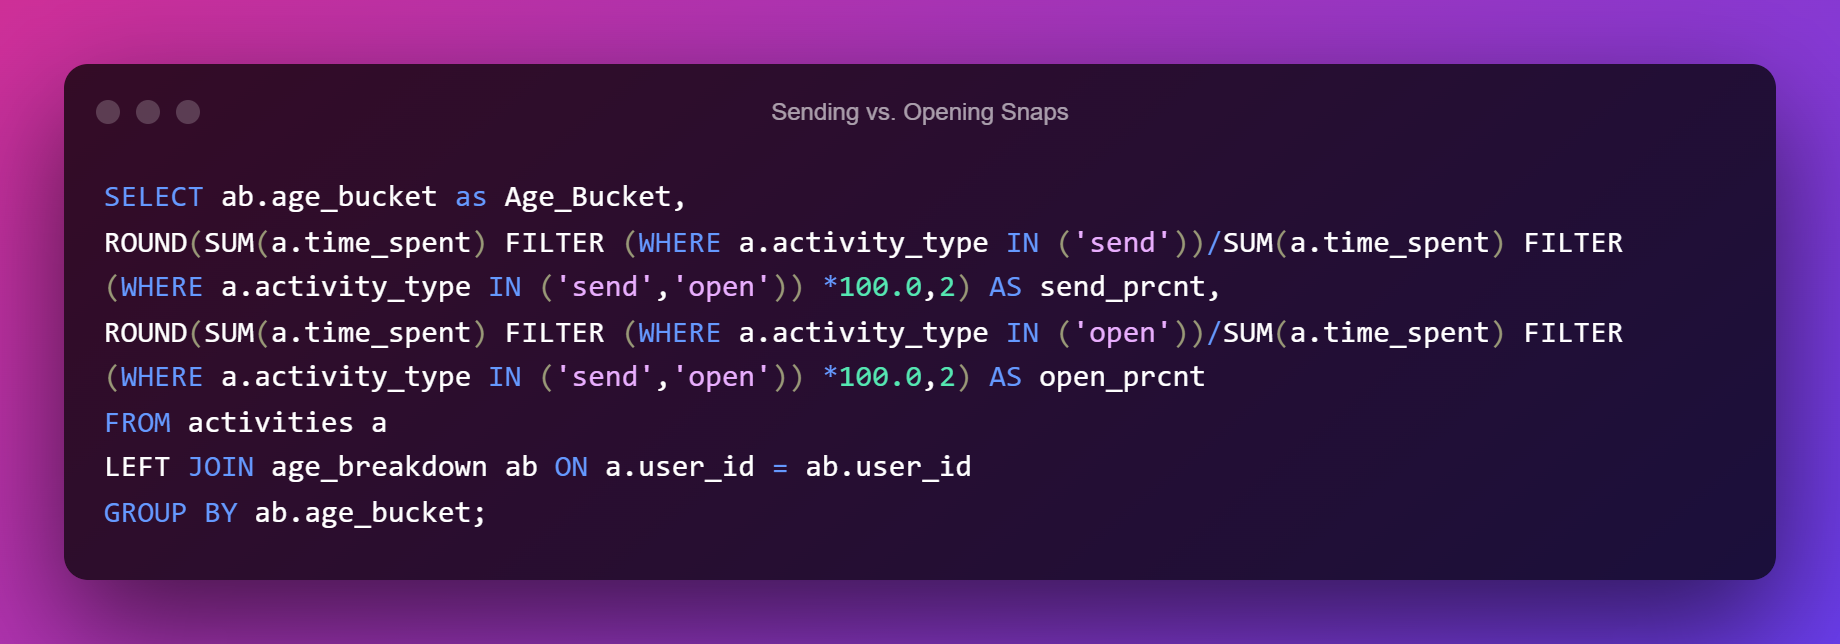 Sending vs. Opening Snaps
SELECT ab.age_bucket as Age_Bucket,
ROUND(SUM(a.time_spent) FILTER (WHERE a.activity_type IN ('send'))/SUM(a.time_spent) FILTER
(WHERE a.activity_type IN ('send','open')) *100.0,2) AS send_prcnt,
ROUND(SUM(a.time_spent) FILTER (WHERE a.activity_type IN ('open'))/SUM(a.time_spent) FILTER
(WHERE a.activity_type IN ('send','open')) *100.0,2) AS open_prcnt
FROM activities a
LEFT JOIN age_breakdown ab ON a.user_id = ab.user_id
GROUP BY ab.age_bucket;